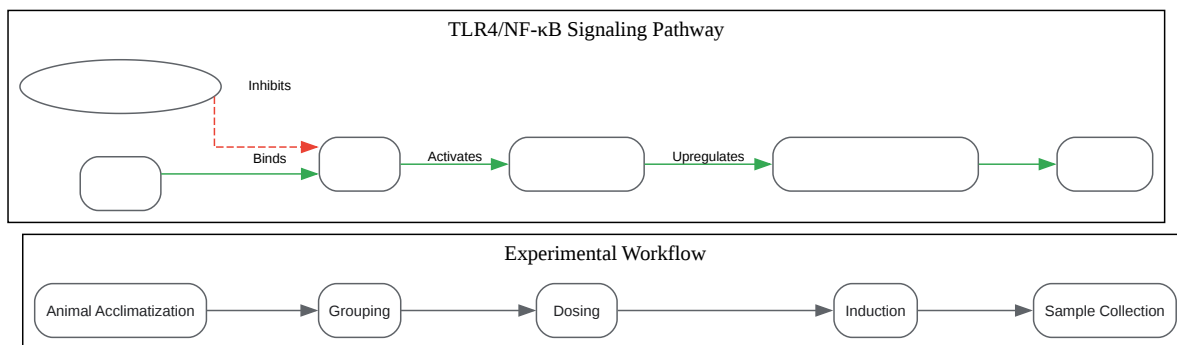 TLR4/NF-κB Signaling Pathway
Inhibits
Binds
Activates
Upregulates
Experimental Workflow
Animal Acclimatization
Grouping
Dosing
Induction
Sample Collection